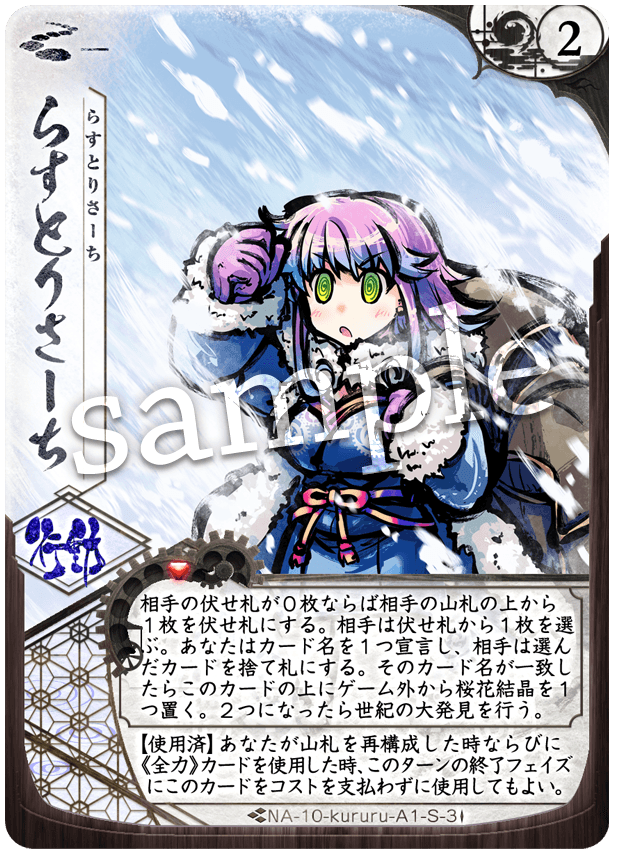 2
らすとりさーち
らすとりさーち
行動
sample
相手の伏せ札が０枚ならば相手の山札の上から
１枚を伏せ札にする。相手は伏せ札から１枚を選
ぶ。あなたはカード名を１つ宣言し、相手は選ん
だカードを捨て札にする。そのカード名が一致し
たらこのカードの上にゲーム外から桜花結晶を１
つ置く。２つになったら世紀の大発見を行う。
【使用済】あなたが山札を再構成した時ならびに
《全力》カードを使用した時、このターンの終了フェイズ
にこのカードをコストを支払わずに使用してもよい。
NA-10-kururu-A1-S-3